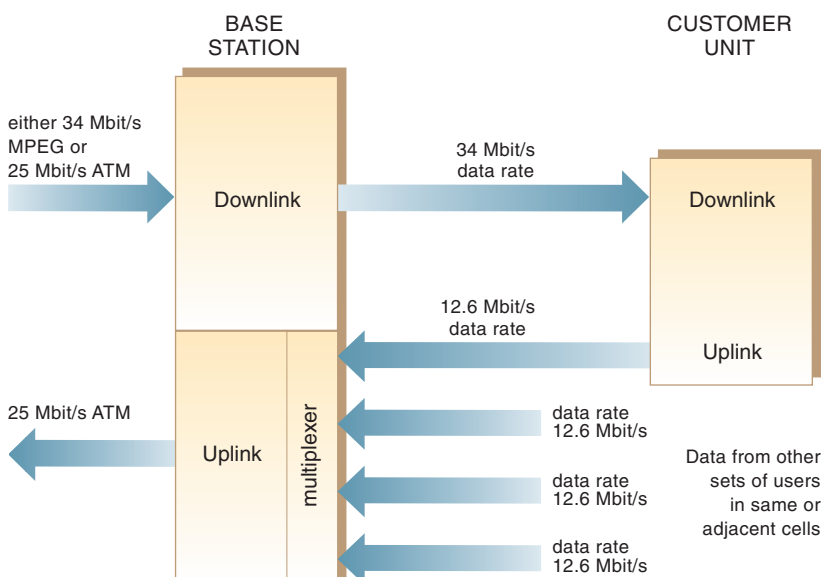 BASE
STATION
CUSTOMER
UNIT
either 34 Mbit/s
MPEG or
25 Mbit/s ATM
Downlink
34 Mbit/s
data rate
Downlink
12.6 Mbit/s
data rate
Uplink
25 Mbit/s ATM
Uplink
multiplexer
data rate
12.6 Mbit/s
data rate
12.6 Mbit/s
data rate
12.6 Mbit/s
Data from other
sets of users
in same or
adjacent cells